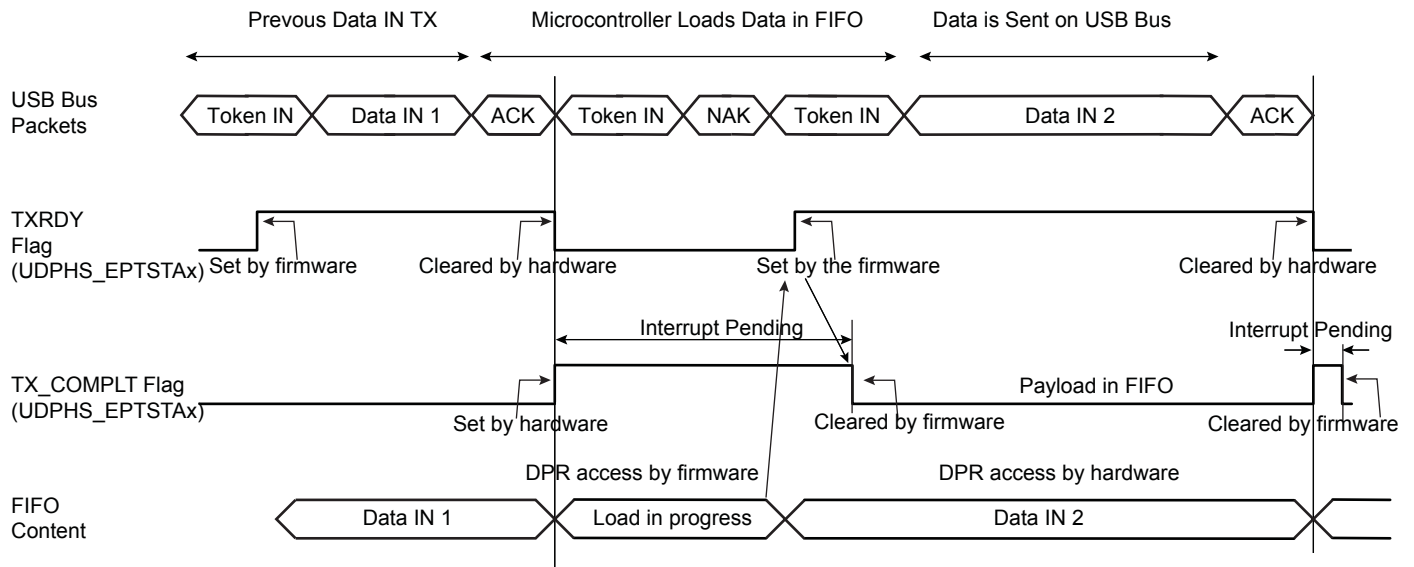 Prevous Data IN TX
Microcontroller Loads Data in FIFO
Data is Sent on USB Bus
USB Bus
Packets
Token IN
Data IN 1
ACK
Token IN
NAK
Token IN
Data IN 2
ACK
TXRDY
Flag
(UDPHS_EPTSTAx)
Set by firmware
Cleared by hardware
Set by the firmware
Cleared by hardware
Interrupt Pending
Interrupt Pending
TX_COMPLT Flag
(UDPHS_EPTSTAx)
Payload in FIFO
Set by hardware
Cleared by firmware
Cleared by firmware
DPR access by firmware
DPR access by hardware
FIFO
Content
Data IN 1
Load in progress
Data IN 2